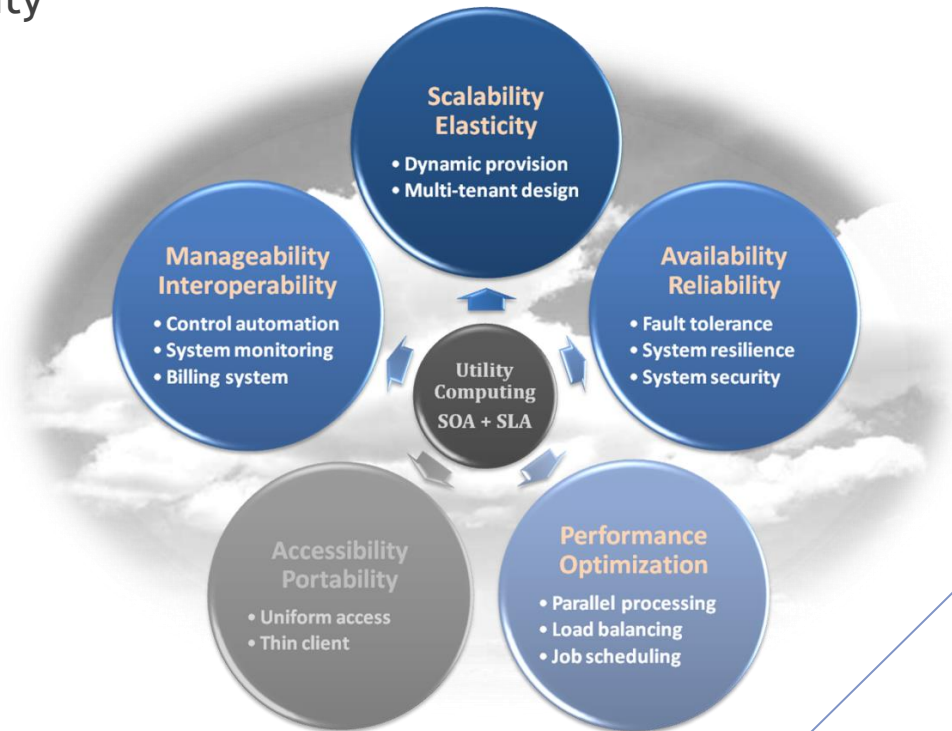 Scalability
Elasticity
• Dynamic provision
• Multi-tenant design
Manageability
Interoperability
• Control automation
• System monitoring
• Billing system
Availability
Reliability
• Fault tolerance
• System resilience
• System security
Utility
Computing
SOA + SLA
Accessibility
Portability
• Uniform access
• Thin client
Performance
Optimization
• Parallel processing
• Load balancing
• Job scheduling